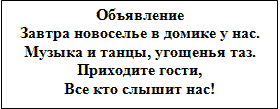 Объявление
Завтра новоселье в домике у нас.
Музыка и танцы, угощенья таз.
Приходите гости,
Все кто слышит нас!